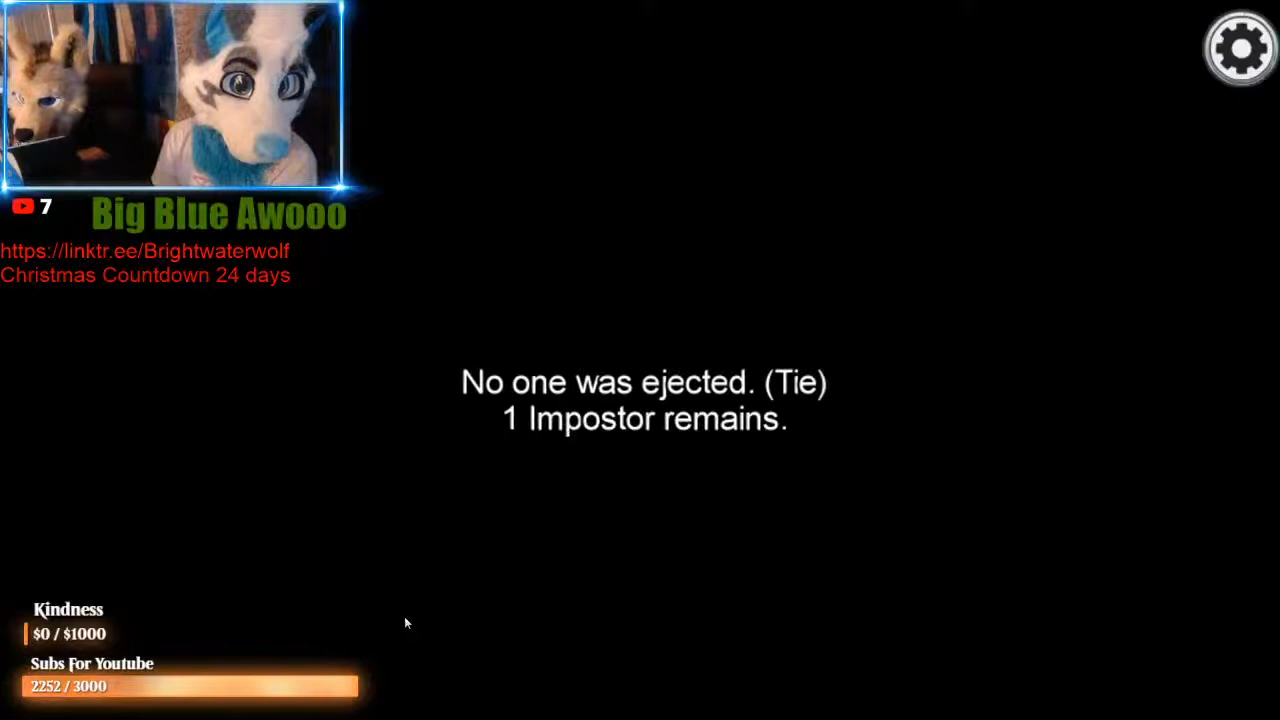 7
Big Blue Awooo
https://linktr.ee/Brightwaterwolf
Christmas Countdown 24 days
No one was ejected. (Tie)
1 Impostor remains.
Kindness
$0 / $1000
Subs For Youtube
2252 / 3000